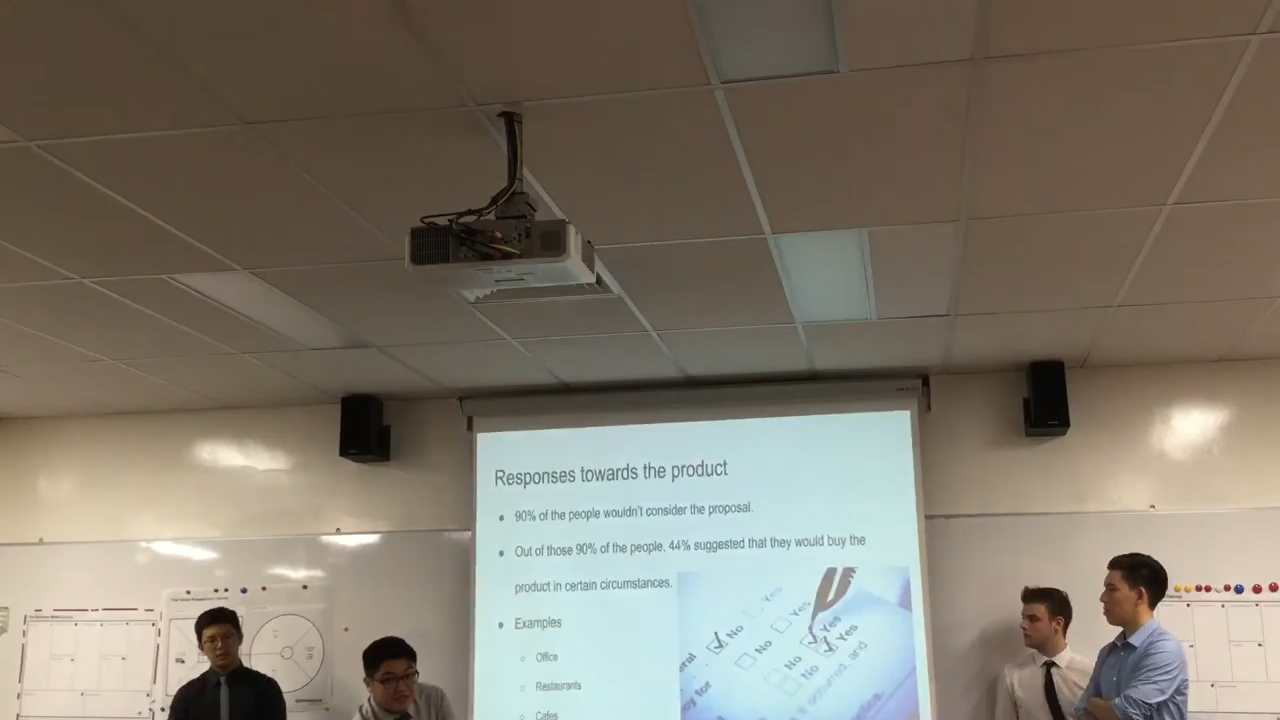 Responses towards the product
• 90% of the people wouldn't consider the proposal.
• Out of those 90% of the people. 44% suggested that they would buy the
product in certain circumstances.
• Examples
○ Office
○ Restaurants
○ Cafes
Yes
No
Yes
No
Yes
No
Yes
No